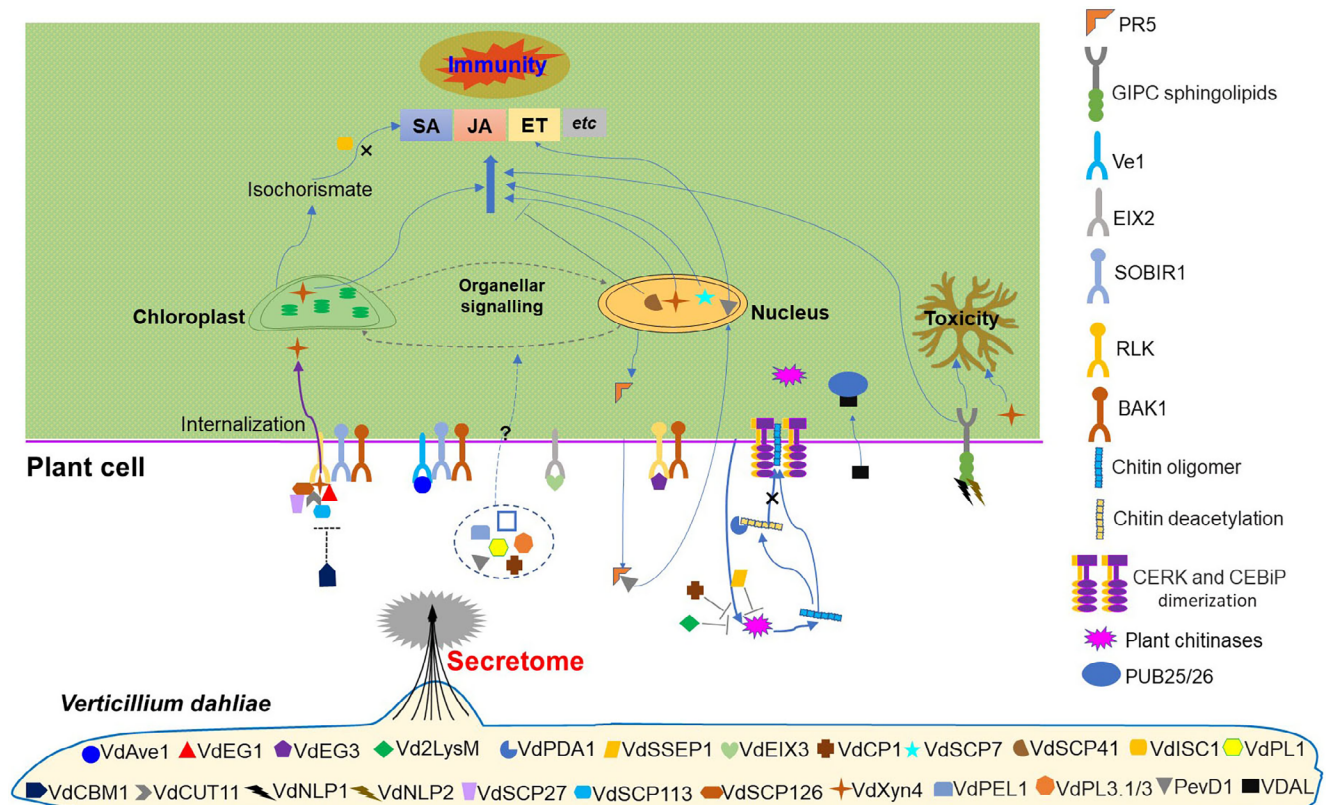 Immunity
SA JA ET etc
×
Isochorismate
Organellar
signalling
Chloroplast
Nucleus
Toxicity
Internalization
?
Plant cell
×
Secretome
Verticillium dahliae
VdAve1 VdEG1 VdEG3 Vd2LysM VdPDA1 VdSSEP1 VdEIX3 VdCP1 VdSCP7 VdSCP41 VdISC1 VdPL1
VdCBM1 VdCUT11 VdNLP1 VdNLP2 VdSCP27 VdSCP113 VdSCP126 VdXyn4 VdPEL1 VdPL3.1/3 PevD1 VDAL
PR5
GIPC sphingolipids
Ve1
EIX2
SOBIR1
RLK
BAK1
Chitin oligomer
Chitin deacetylation
CERK and CEBiP
dimerization
Plant chitinases
PUB25/26